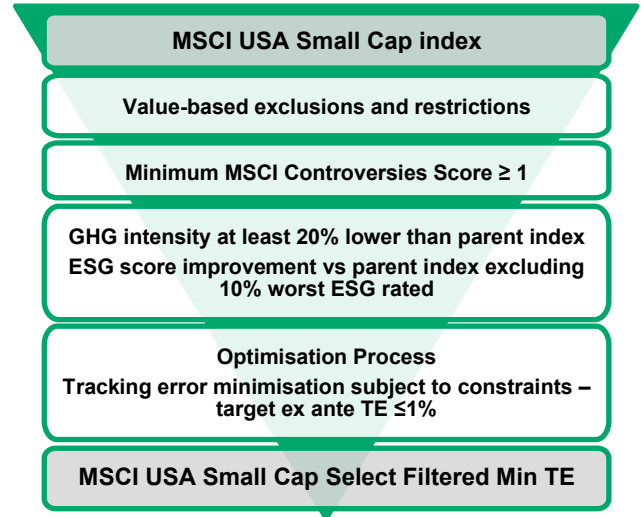 MSCI USA Small Cap index
Value-based exclusions and restrictions
Minimum MSCI Controversies Score ≥ 1
GHG intensity at least 20% lower than parent index
ESG score improvement vs parent index excluding
10% worst ESG rated
Optimisation Process
Tracking error minimisation subject to constraints –
target ex ante TE ≤1%
MSCI USA Small Cap Select Filtered Min TE